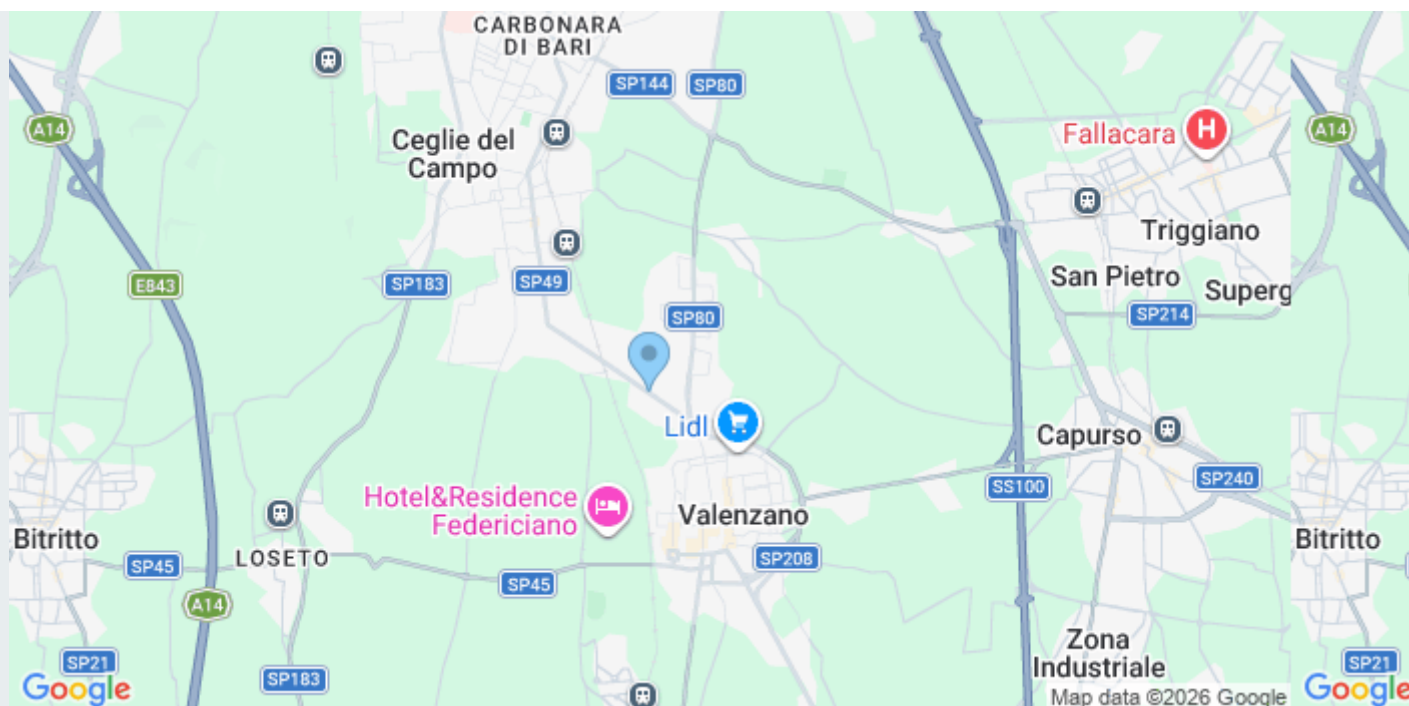 CARBONARA
DI BARI
SP144
SP80
A14
Fallacara
H
A14
Ceglie del
Campo
Triggiano
SP183
SP49
E843
San Pietro
Superg
SP80
SP214
Lidl
Capurso
SP240
SS100
Hotel&Residence
Federiciano
Valenzano
Bitritto
LOSETO
SP45
SP45
SP208
Bitritto
A14
Zona
Industriale
SP21
SP183
SP21
Google
Map data ©2026 Google
Google